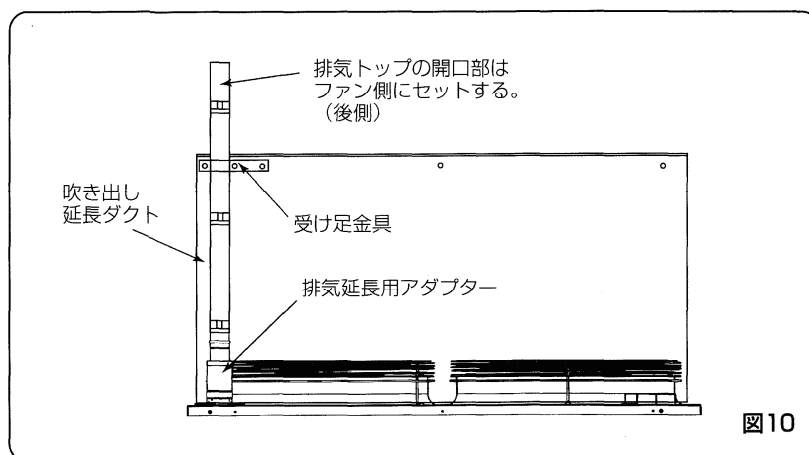 排気トップの開口部は
ファン側にセットする。
（後側）
吹き出し
延長ダクト
受け足金具
排気延長用アダプター
図10